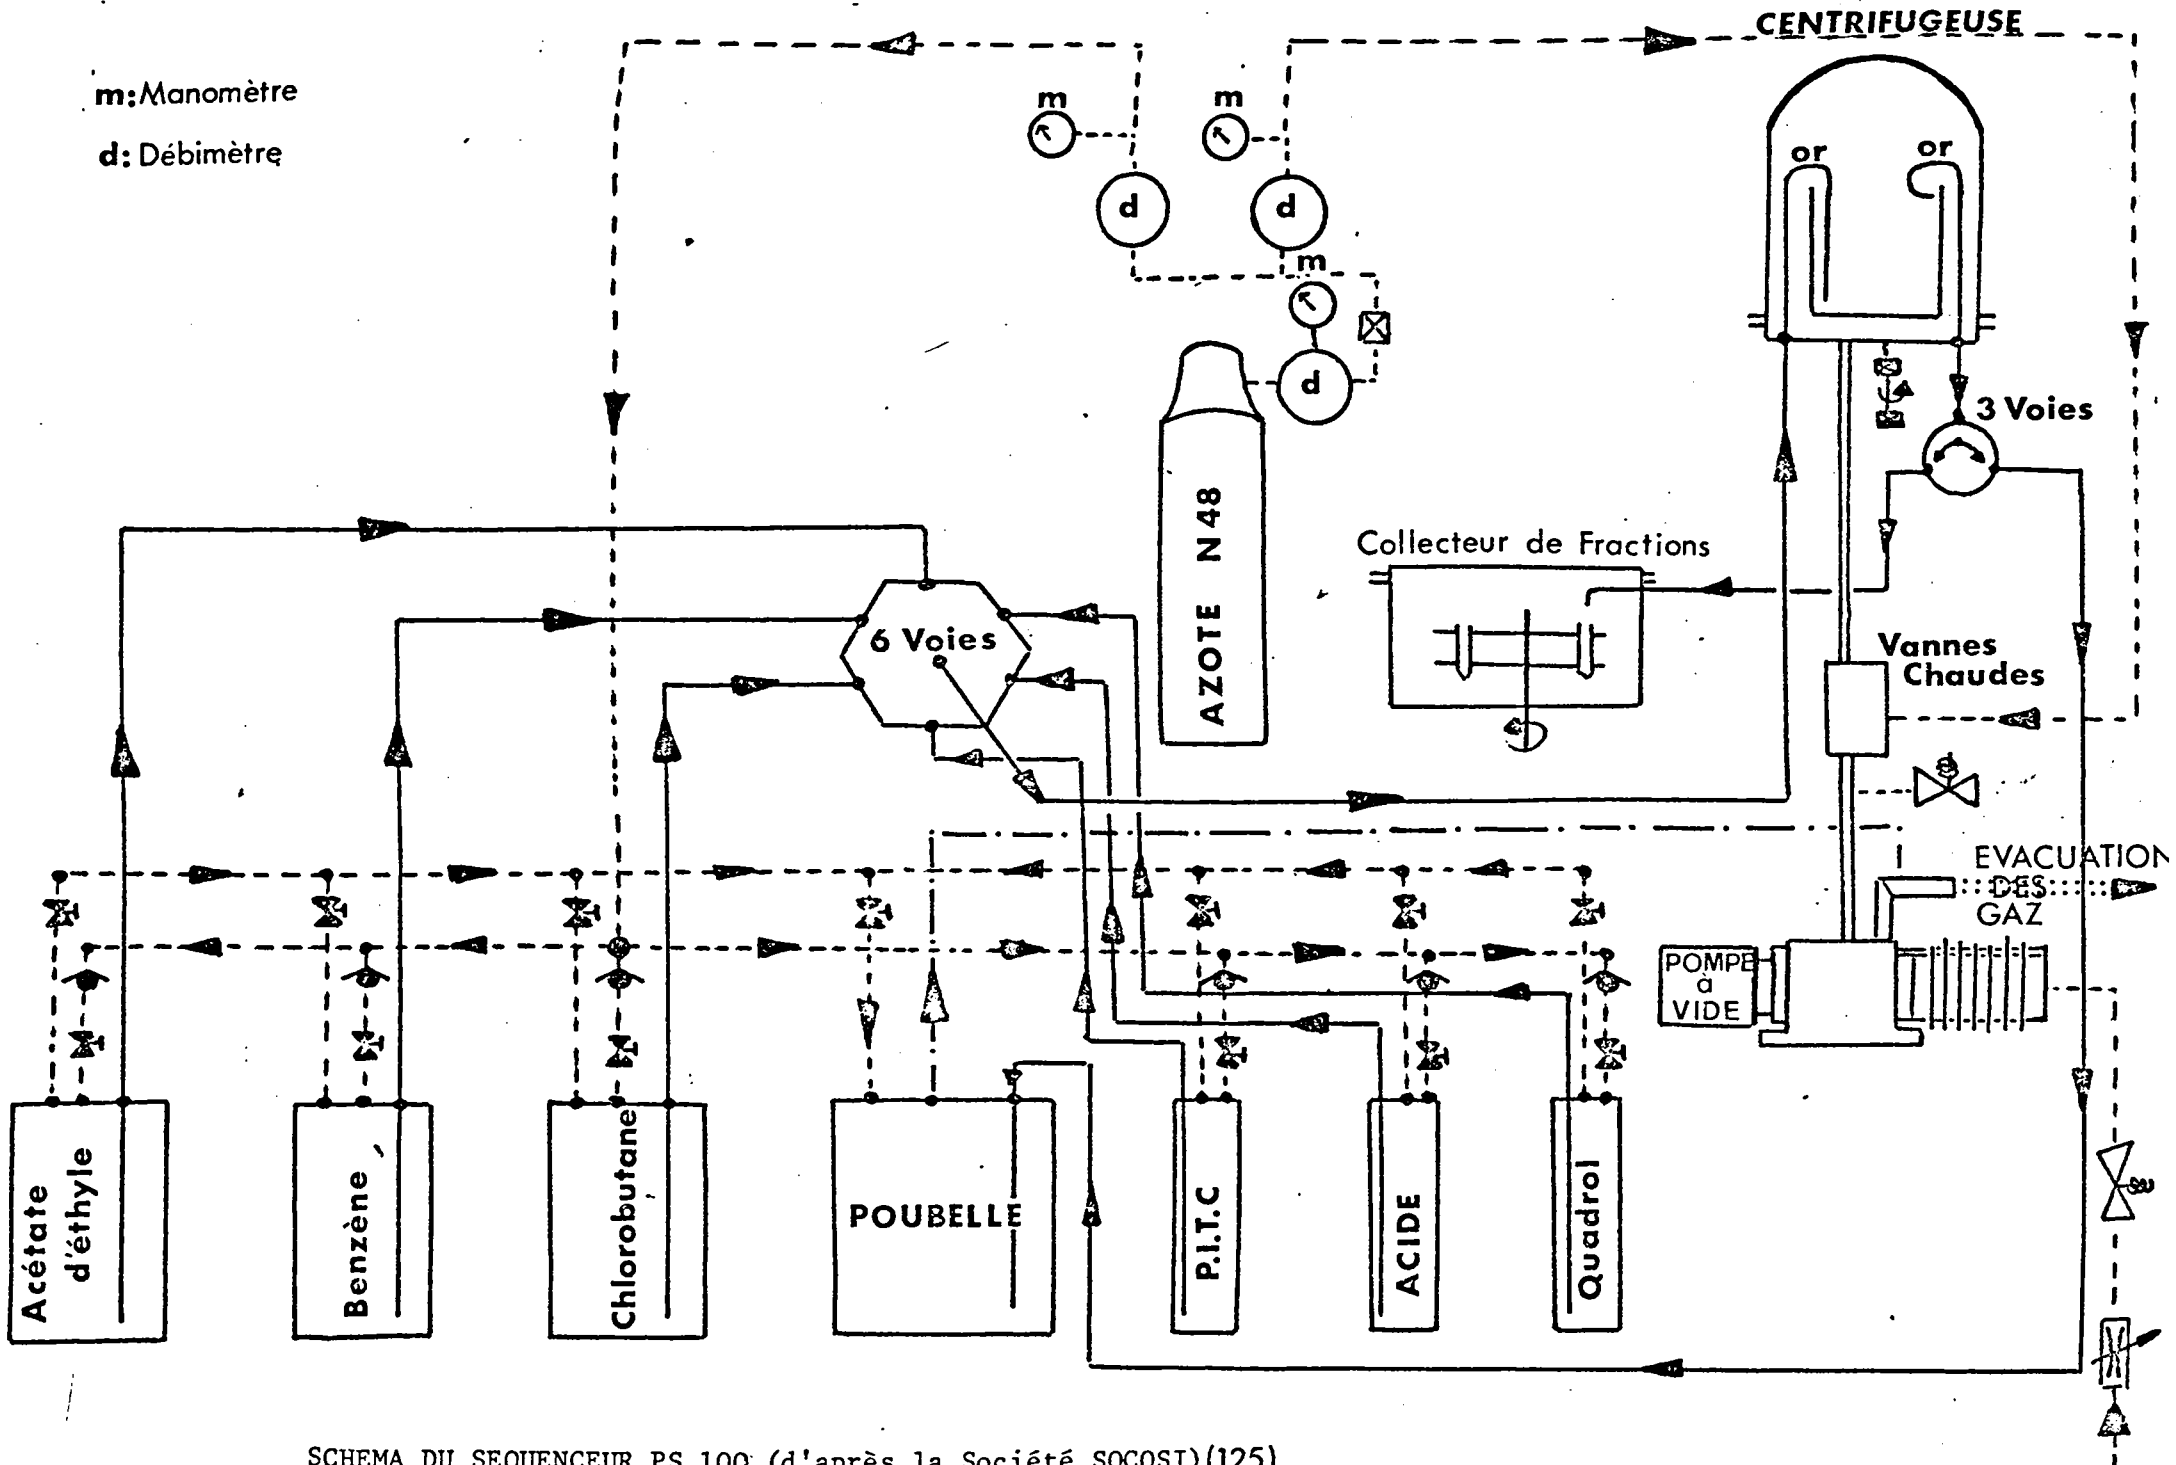 CENTRIFUGEUSE
m: Manomètre
d: Débimètre
m
m
or
or
d
d
m
d
3 Voies
AZOTE N 48
Collecteur de Fractions
6 Voies
Vannes
Chaudes
EVACUATION
DES
GAZ
POMPE
à
VIDE
Acétate
d'éthyle
Benzène
Chlorobutane
POUBELLE
P.I.T.C
ACIDE
Quadrol
SCHEMA DU SEQUENCEUR PS 100 (d'après la Société SOCOSI)(125)